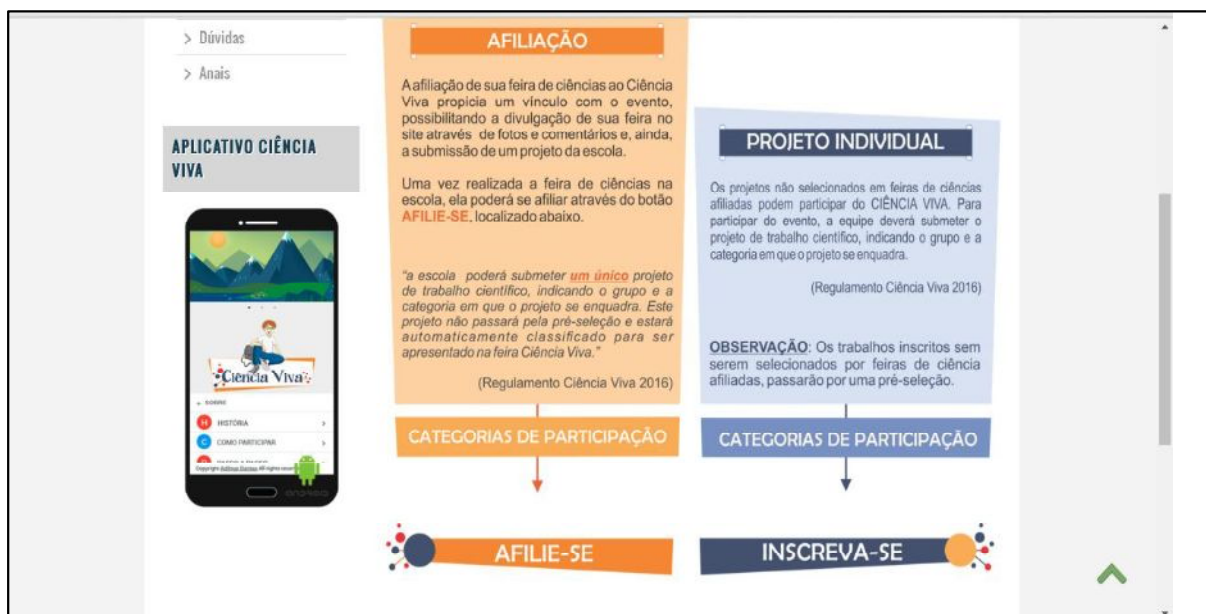 > Dúvidas
> Anais
APLICATIVO CIÊNCIA
VIVA
Ciência Viva
SOBRE
H HISTÓRIA >
C COMO PARTICIPAR >
Copyright
All rights
ANDROID
AFILIAÇÃO
A afiliação de sua feira de ciências ao Ciência
Viva propicia um vínculo com o evento,
possibilitando a divulgação de sua feira no
site através de fotos e comentários e, ainda,
a submissão de um projeto da escola.
Uma vez realizada a feira de ciências na
escola, ela poderá se afiliar através do botão
AFILIE-SE, localizado abaixo.
"a escola poderá submeter um único projeto
de trabalho científico, indicando o grupo e a
categoria em que o projeto se enquadra. Este
projeto não passará pela pré-seleção e estará
automaticamente classificado para ser
apresentado na feira Ciência Viva."
(Regulamento Ciência Viva 2016)
CATEGORIAS DE PARTICIPAÇÃO
AFILIE-SE
PROJETO INDIVIDUAL
Os projetos não selecionados em feiras de ciências
afiliadas podem participar do CIÊNCIA VIVA. Para
participar do evento, a equipe deverá submeter o
projeto de trabalho científico, indicando o grupo e a
categoria em que o projeto se enquadra.
(Regulamento Ciência Viva 2016)
OBSERVAÇÃO: Os trabalhos inscritos sem
serem selecionados por feiras de ciência
afiliadas, passarão por uma pré-seleção.
CATEGORIAS DE PARTICIPAÇÃO
INSCREVA-SE